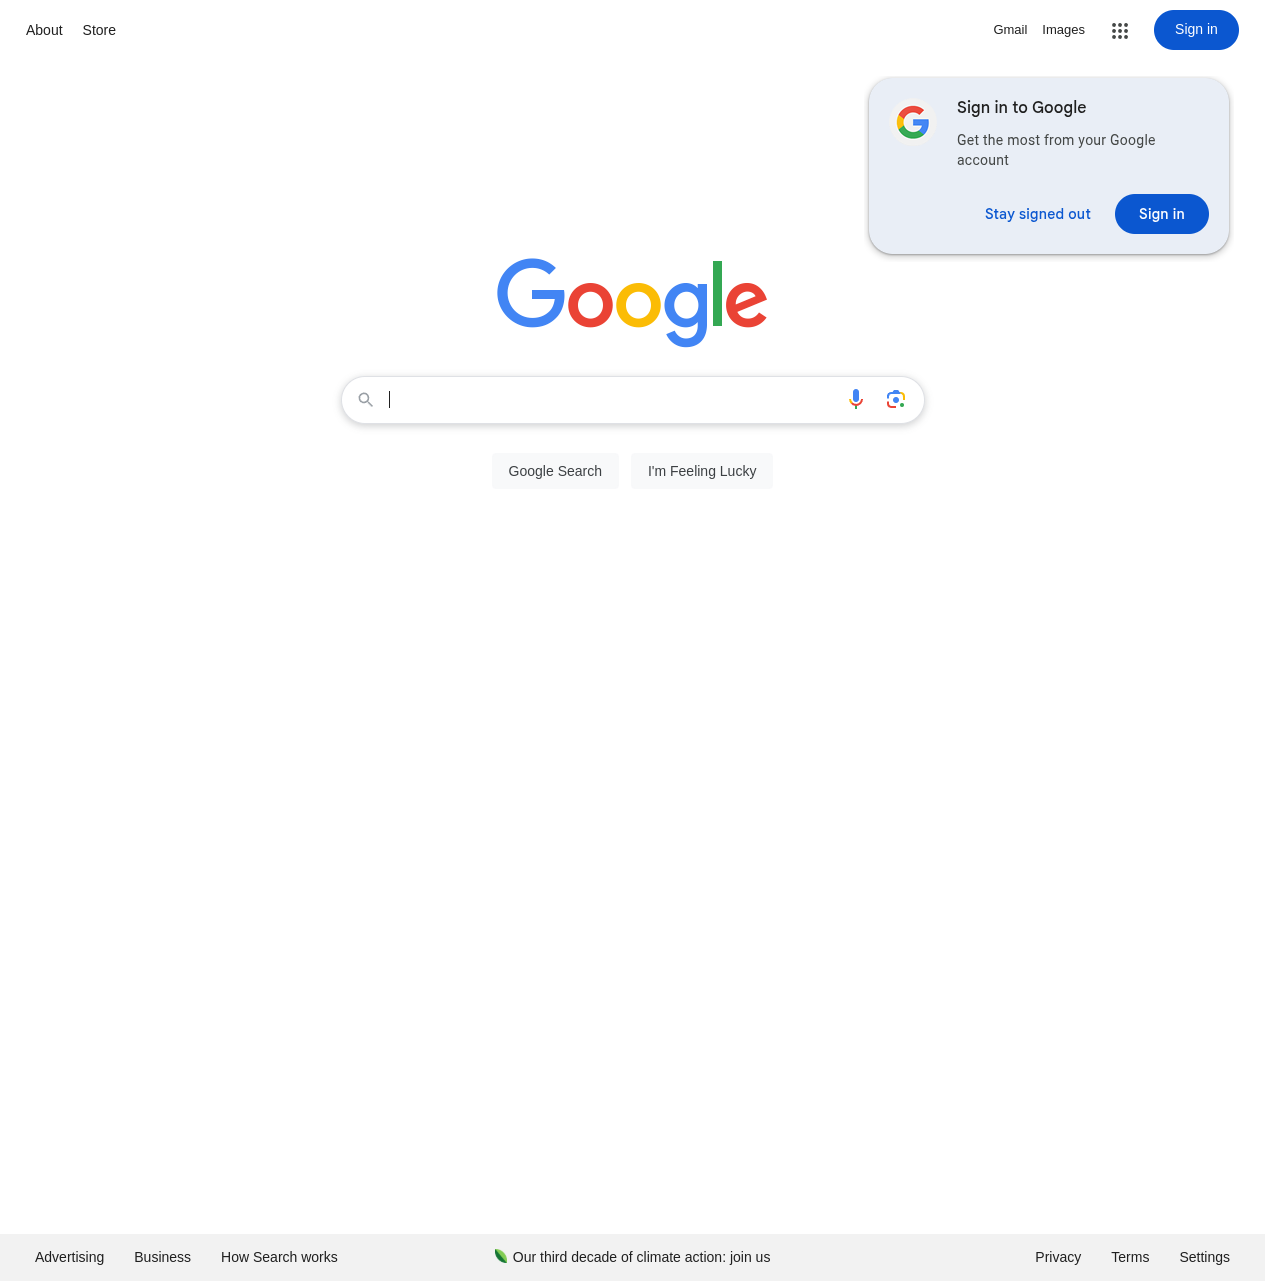 About Store
Gmail Images Sign in
Sign in to Google
Get the most from your Google
account
Stay signed out Sign in
Google
Google Search I'm Feeling Lucky
Advertising Business How Search works Our third decade of climate action: join us Privacy Terms Settings